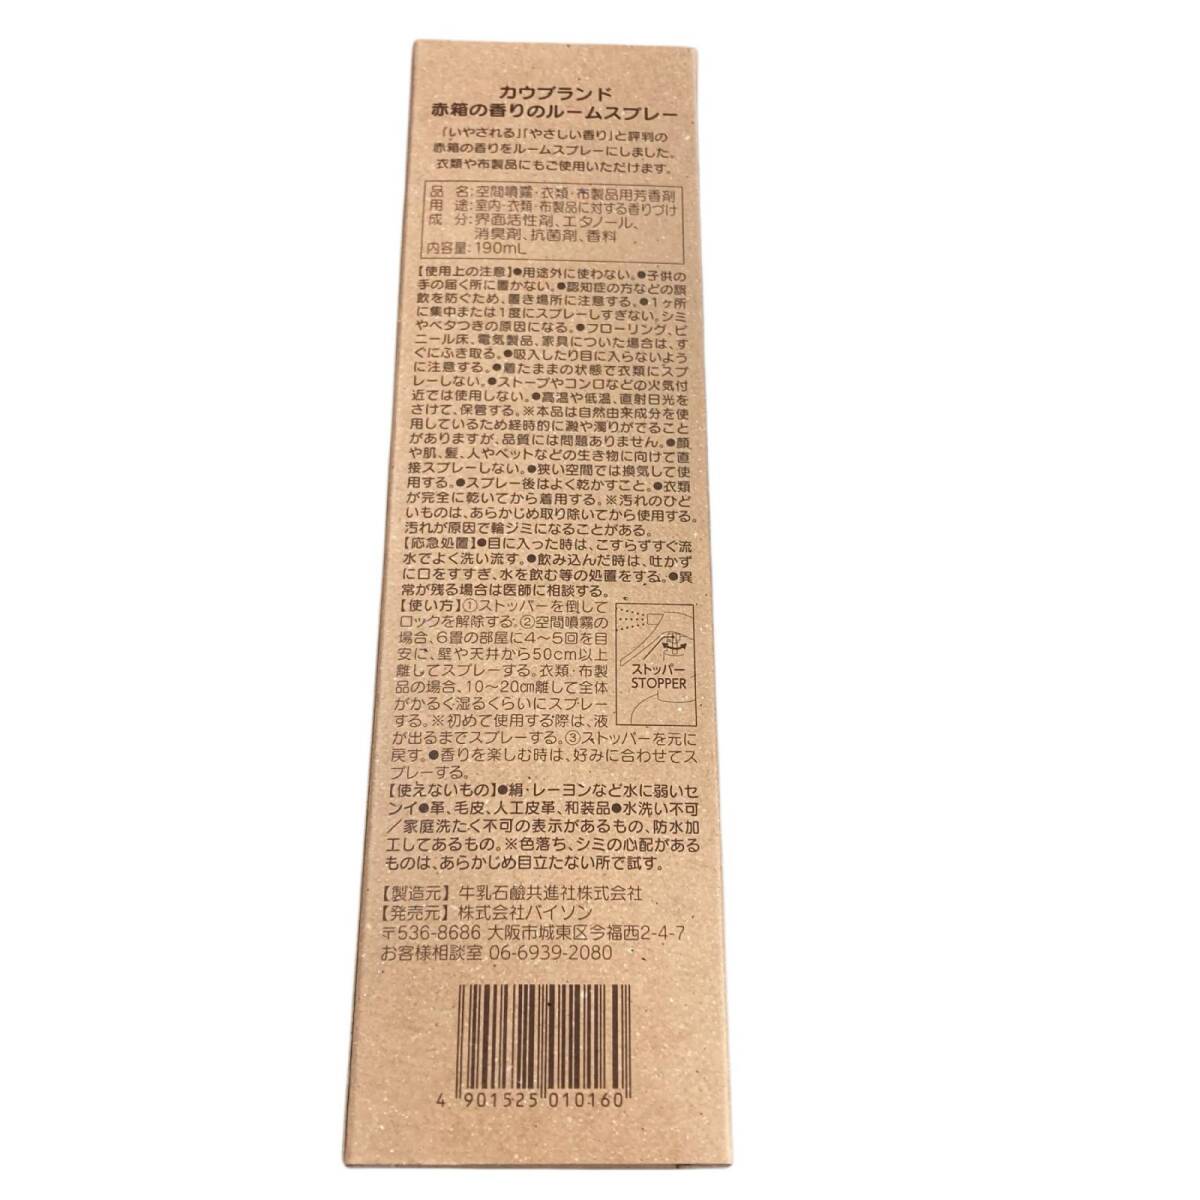 カウブランド
赤箱の香りのルームスプレー
「いやされる」「やさしい香り」と評判の
赤箱の香りをルームスプレーにしました。
衣類や布製品にもご使用いただけます。
品 名：空間噴霧・衣類・布製品用芳香剤
用 途：室内・衣類・布製品に対する香りづけ
成 分：界面活性剤、エタノール、
消臭剤、抗菌剤、香料
内容量：190mL
【使用上の注意】●用途外に使わない。●子供の
手の届く所に置かない。●認知症の方などの誤
飲を防ぐため、置き場所に注意する。●1ヶ所
に集中または1度にスプレーしすぎない。シミ
やベタつきの原因になる。●フローリング、ビ
ニール床、電気製品、家具についた場合は、す
ぐにふき取る。●吸入したり目に入らないよう
に注意する。●着たままの状態で衣類にスプ
レーしない。●ストーブやコンロなどの火気付
近では使用しない。●高温や低温、直射日光を
さけて、保管する。※本品は自然由来成分を使
用しているため経時的に澱や濁りがでること
がありますが、品質には問題ありません。●顔
や肌、髪、人やペットなどの生き物に向けて直
接スプレーしない。●狭い空間では換気して使
用する。●スプレー後はよく乾かすこと。●衣類
が完全に乾いてから着用する。※汚れのひど
いものは、あらかじめ取り除いてから使用する。
汚れが原因で輪ジミになることがある。
【応急処置】●目に入った時は、こすらずすぐ流
水でよく洗い流す。●飲み込んだ時は、吐かず
に口をすすぎ、水を飲む等の処置をする。●異
常が残る場合は医師に相談する。
【使い方】①ストッパーを倒して
ロックを解除する。②空間噴霧の
場合、6畳の部屋に4～5回を目
安に、壁や天井から50cm以上
離してスプレーする。衣類・布製
品の場合、10～20cm離して全体
がかるく湿るくらいにスプレー
する。※初めて使用する際は、液
が出るまでスプレーする。③ストッパーを元に
戻す。●香りを楽しむ時は、好みに合わせてス
プレーする。
ストッパー
STOPPER
【使えないもの】●絹・レーヨンなど水に弱いセ
ンイ●革、毛皮、人工皮革、和装品●水洗い不可
／家庭洗たく不可の表示があるもの、防水加
工してあるもの。※色落ち、シミの心配がある
ものは、あらかじめ目立たない所で試す。
【製造元】牛乳石鹼共進社株式会社
【発売元】株式会社バイソン
〒536-8686 大阪市城東区今福西2-4-7
お客様相談室 06-6939-2080
4 901525 010160